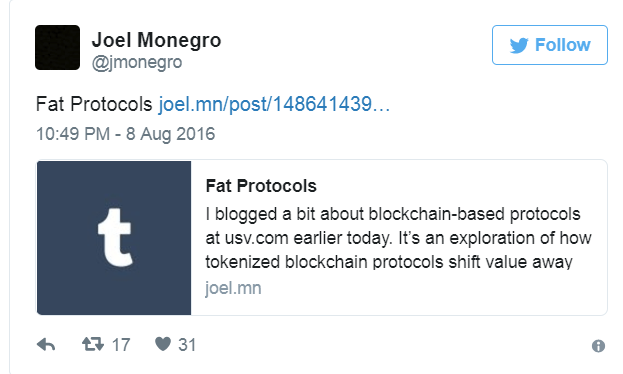 Joel Monegro
@jmonegro
Follow
Fat Protocols joel.mn/post/148641439…
10:49 PM - 8 Aug 2016
t
Fat Protocols
I blogged a bit about blockchain-based protocols
at usv.com earlier today. It's an exploration of how
tokenized blockchain protocols shift value away
joel.mn
17
31